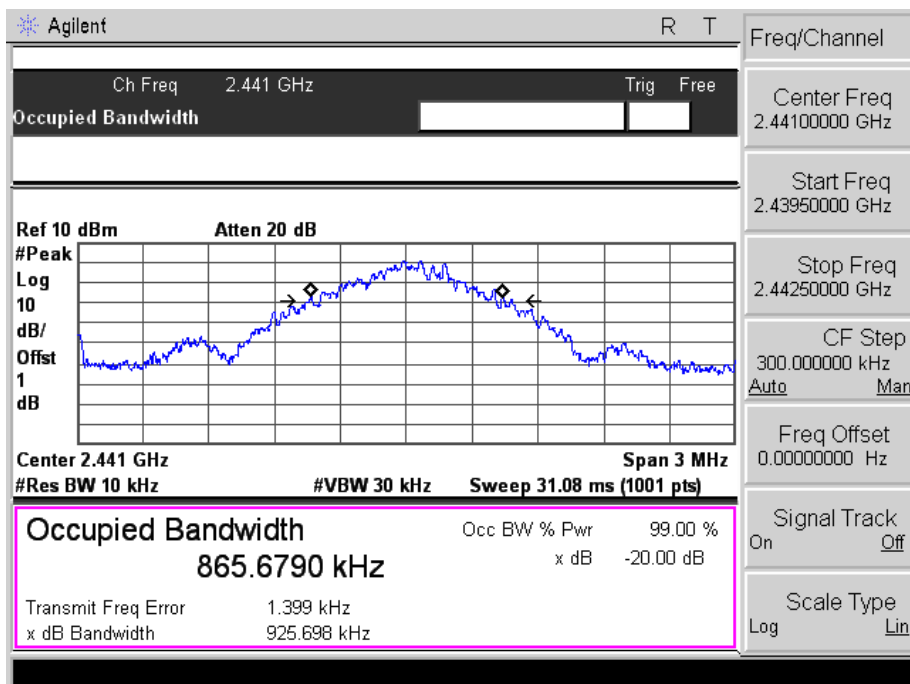 Agilent R T
Ch Freq 2.441 GHz Trig Free
Occupied Bandwidth
Ref 10 dBm Atten 20 dB
#Peak
Log
10
dB/
Offst
1
dB
Center 2.441 GHz Span 3 MHz
#Res BW 10 kHz #VBW 30 kHz Sweep 31.08 ms (1001 pts)
Occupied Bandwidth
865.6790 kHz
Occ BW % Pwr 99.00 %
x dB -20.00 dB
Transmit Freq Error 1.399 kHz
x dB Bandwidth 925.698 kHz
Freq/Channel
Center Freq
2.44100000 GHz
Start Freq
2.43950000 GHz
Stop Freq
2.44250000 GHz
CF Step
300.000000 kHz
Auto Man
Freq Offset
0.00000000 Hz
Signal Track
On Off
Scale Type
Log Lin